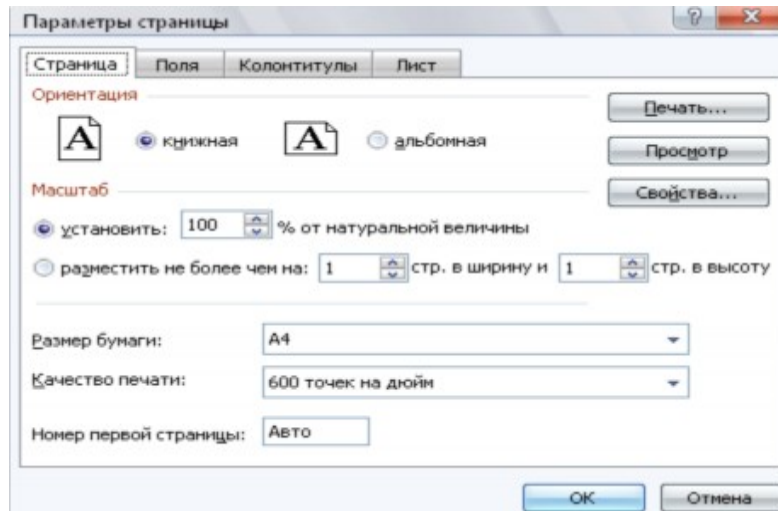 Параметры страницы
Страница Поля Колонтитулы Лист
Ориентация
Печать...
A книжная A альбомная
Просмотр
Масштаб
Свойства...
установить: 100 % от натуральной величины
разместить не более чем на: 1 стр. в ширину и 1 стр. в высоту
Размер бумаги: A4
Качество печати: 600 точек на дюйм
Номер первой страницы: Авто
ОК Отмена